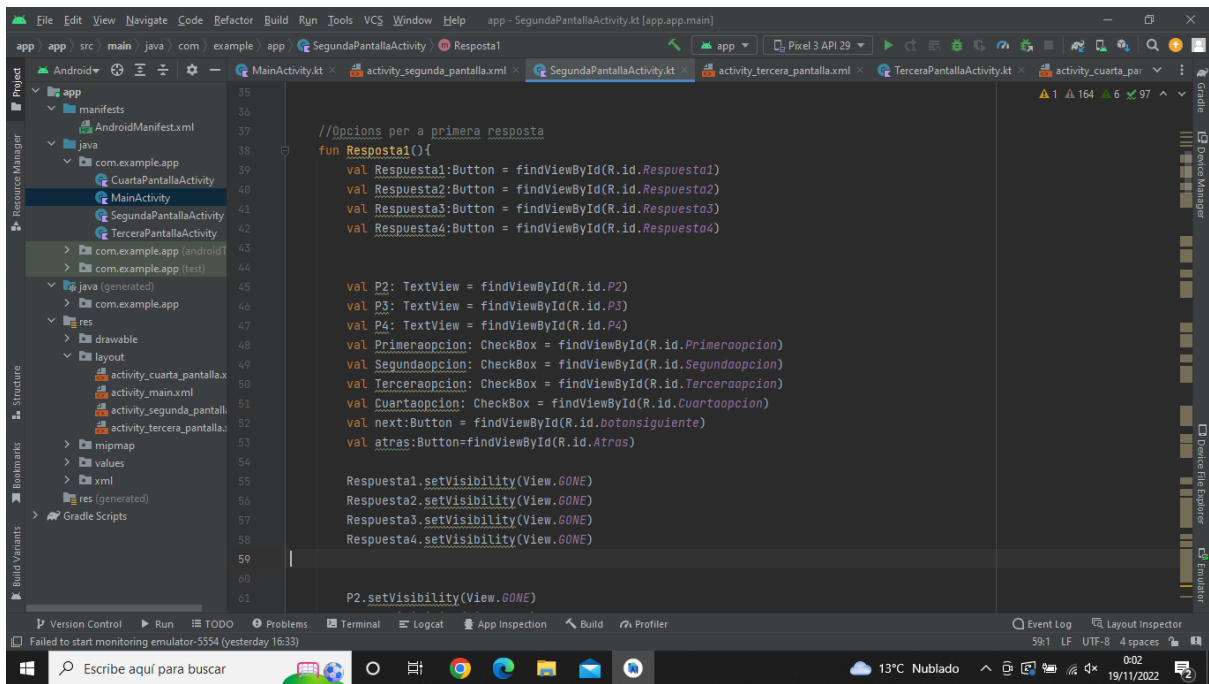 File Edit View Navigate Code Refactor Build Run Tools VCS Window Help app - SegundaPantallaActivity.kt [app.app.main]
app app src main java com example app SegundaPantallaActivity Resposta1 app Pixel 3 API 29
Android MainActivity.kt activity_segunda_pantalla.xml SegundaPantallaActivity.kt activity_tercera_pantalla.xml TerceraPantallaActivity.kt activity_cuarta_par
Project
Resource Manager
Structure
Bookmarks
Build Variants
app
manifests
AndroidManifest.xml
java
com.example.app
CuartaPantallaActivity
MainActivity
SegundaPantallaActivity
TerceraPantallaActivity
com.example.app (androidT
com.example.app (test)
java (generated)
com.example.app
res
drawable
layout
activity_cuarta_pantalla.x
activity_main.xml
activity_segunda_pantalla
activity_tercera_pantalla.
mipmap
values
xml
res (generated)
Gradle Scripts
1 164 6 97
35
36
37 //Opcions per a primera resposta
38 fun Resposta1(){
39 val Respuesta1:Button = findViewById(R.id.Respuesta1)
40 val Respuesta2:Button = findViewById(R.id.Respuesta2)
41 val Respuesta3:Button = findViewById(R.id.Respuesta3)
42 val Respuesta4:Button = findViewById(R.id.Respuesta4)
43
44
45 val P2: TextView = findViewById(R.id.P2)
46 val P3: TextView = findViewById(R.id.P3)
47 val P4: TextView = findViewById(R.id.P4)
48 val Primeraopcion: CheckBox = findViewById(R.id.Primeraopcion)
49 val Segundaopcion: CheckBox = findViewById(R.id.Segundaopcion)
50 val Terceraopcion: CheckBox = findViewById(R.id.Terceraopcion)
51 val Cuartaopcion: CheckBox = findViewById(R.id.Cuartaopcion)
52 val next:Button = findViewById(R.id.botonsiguiente)
53 val atras:Button=findViewById(R.id.Atras)
54
55 Respuesta1.setVisibility(View.GONE)
56 Respuesta2.setVisibility(View.GONE)
57 Respuesta3.setVisibility(View.GONE)
58 Respuesta4.setVisibility(View.GONE)
59
60
61 P2.setVisibility(View.GONE)
Gradle
Device Manager
Device File Explorer
Emulator
Version Control Run TODO Problems Terminal Logcat App Inspection Build Profiler Event Log Layout Inspector
Failed to start monitoring emulator-5554 (yesterday 16:33) 59:1 LF UTF-8 4 spaces
Escribe aquí para buscar 13°C Nublado 0:02
19/11/2022 2